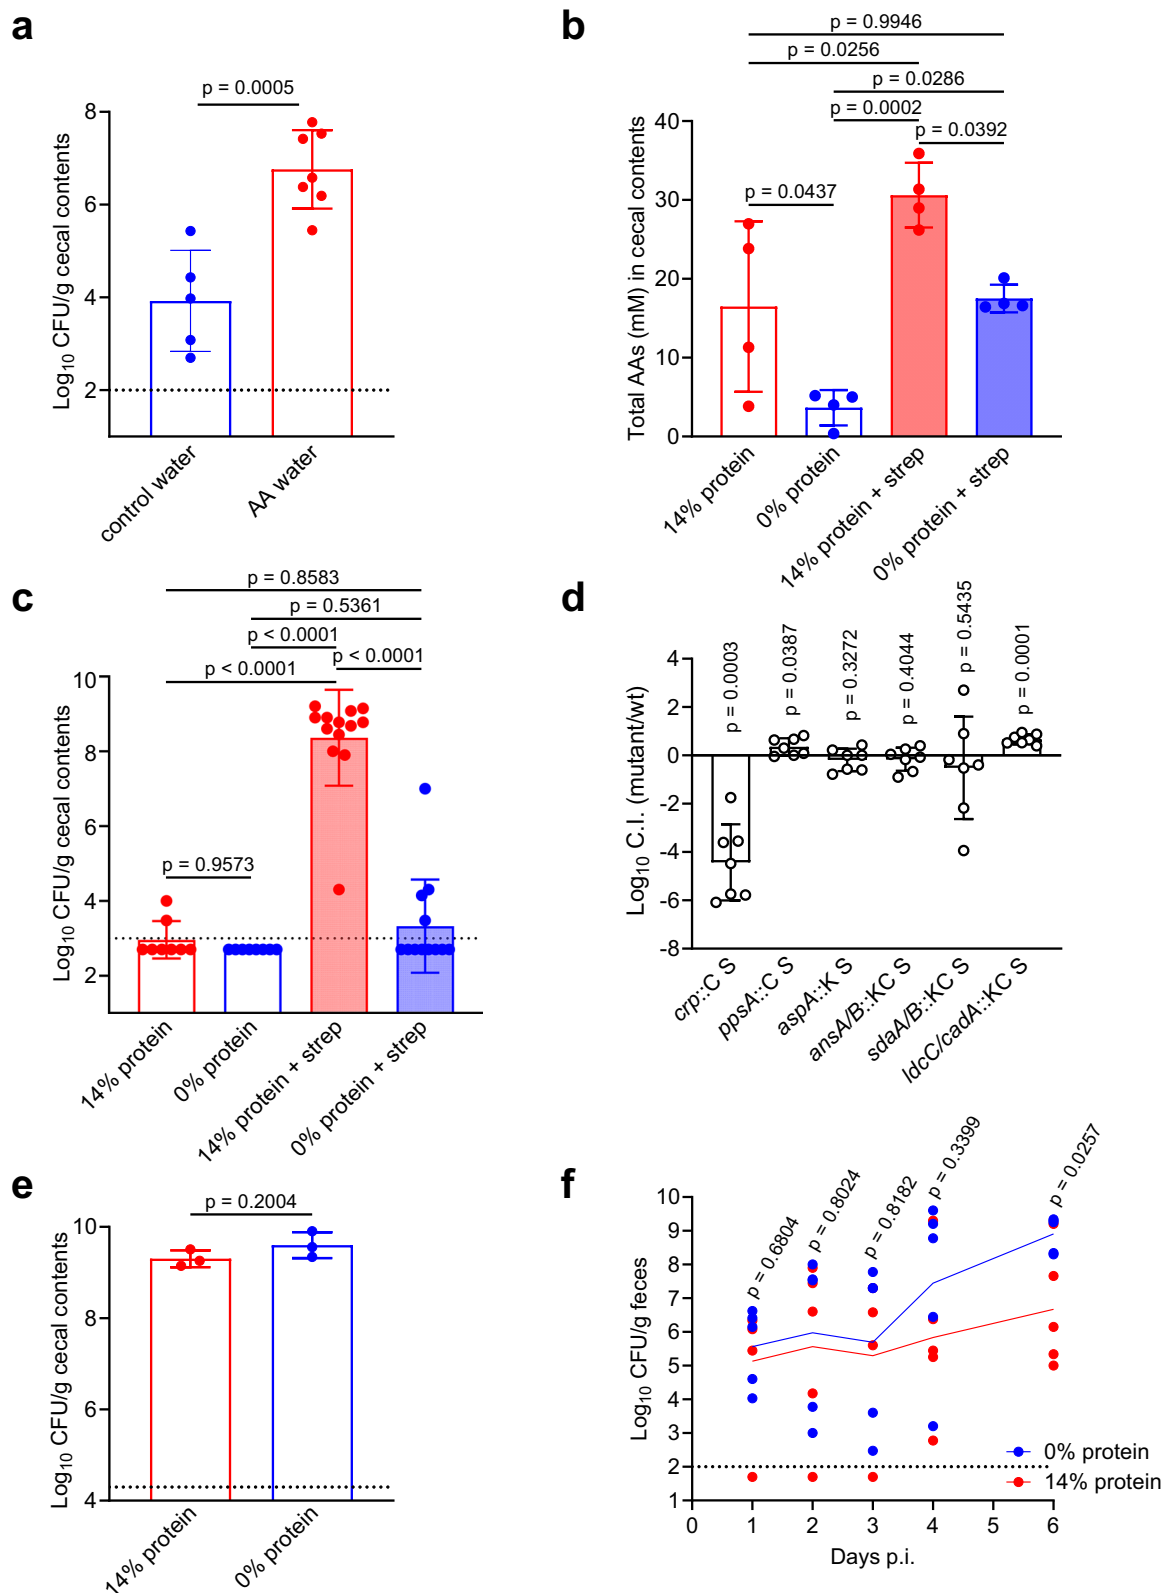 a
p = 0.0005
Log10 CFU/g cecal contents
8
6
4
2
control water
AA water
b
p = 0.9946
p = 0.0256
p = 0.0286
p = 0.0002
p = 0.0392
p = 0.0437
Total AAs (mM) in cecal contents
40
30
20
10
0
14% protein
0% protein
14% protein + strep
0% protein + strep
c
p = 0.8583
p = 0.5361
p < 0.0001
p < 0.0001
p < 0.0001
p = 0.9573
Log10 CFU/g cecal contents
10
8
6
4
2
14% protein
0% protein
14% protein + strep
0% protein + strep
d
p = 0.0003
p = 0.0387
p = 0.3272
p = 0.4044
p = 0.5435
p = 0.0001
Log10 C.I. (mutant/wt)
4
2
0
-2
-4
-6
-8
crp::C S
ppsA::C S
aspA::K S
ansA/B::KC S
sdaA/B::KC S
ldcC/cadA::KC S
e
p = 0.2004
Log10 CFU/g cecal contents
10
8
6
4
14% protein
0% protein
f
p = 0.6804
p = 0.8024
p = 0.8182
p = 0.3399
p = 0.0257
Log10 CFU/g feces
10
9
8
7
6
5
4
3
2
1
0% protein
14% protein
0 1 2 3 4 5 6
Days p.i.